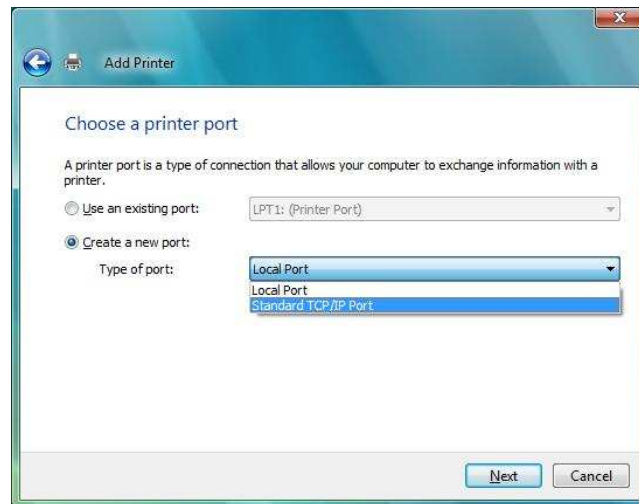 Add Printer
Choose a printer port
A printer port is a type of connection that allows your computer to exchange information with a
printer.
Use an existing port: LPT1: (Printer Port)
Create a new port:
Type of port: Local Port
Local Port
Standard TCP/IP Port
Next Cancel